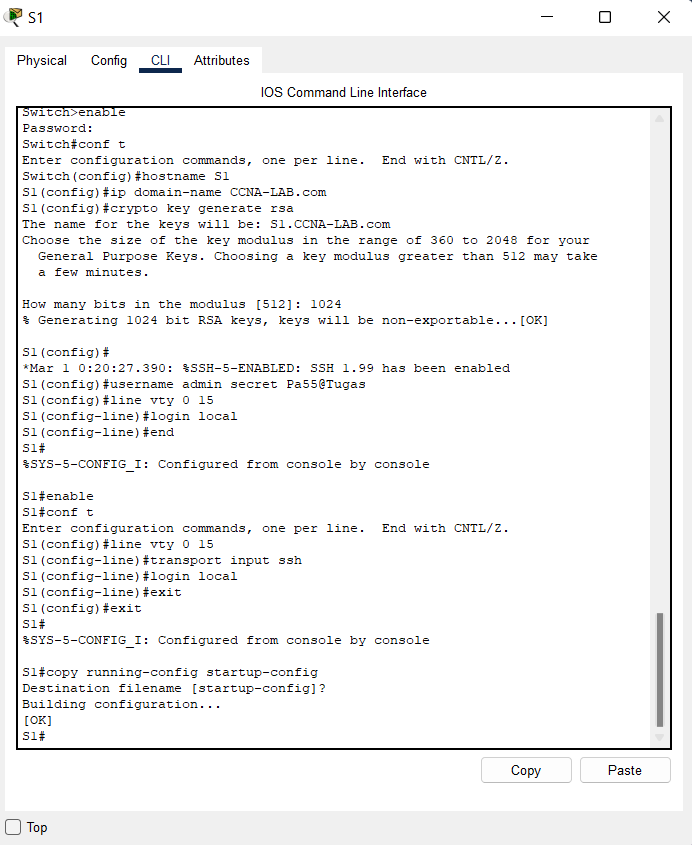 S1
Physical Config CLI Attributes
IOS Command Line Interface
Switch>enable
Password:
Switch#conf t
Enter configuration commands, one per line.  End with CNTL/Z.
Switch(config)#hostname S1
S1(config)#ip domain-name CCNA-LAB.com
S1(config)#crypto key generate rsa
The name for the keys will be: S1.CCNA-LAB.com
Choose the size of the key modulus in the range of 360 to 2048 for your
  General Purpose Keys. Choosing a key modulus greater than 512 may take
  a few minutes.

How many bits in the modulus [512]: 1024
% Generating 1024 bit RSA keys, keys will be non-exportable...[OK]

S1(config)#
*Mar 1 0:20:27.390: %SSH-5-ENABLED: SSH 1.99 has been enabled
S1(config)#username admin secret Pa55@Tugas
S1(config)#line vty 0 15
S1(config-line)#login local
S1(config-line)#end
S1#
%SYS-5-CONFIG_I: Configured from console by console

S1#enable
S1#conf t
Enter configuration commands, one per line.  End with CNTL/Z.
S1(config)#line vty 0 15
S1(config-line)#transport input ssh
S1(config-line)#login local
S1(config-line)#exit
S1(config)#exit
S1#
%SYS-5-CONFIG_I: Configured from console by console

S1#copy running-config startup-config
Destination filename [startup-config]?
Building configuration...
[OK]
S1#
Copy Paste
Top